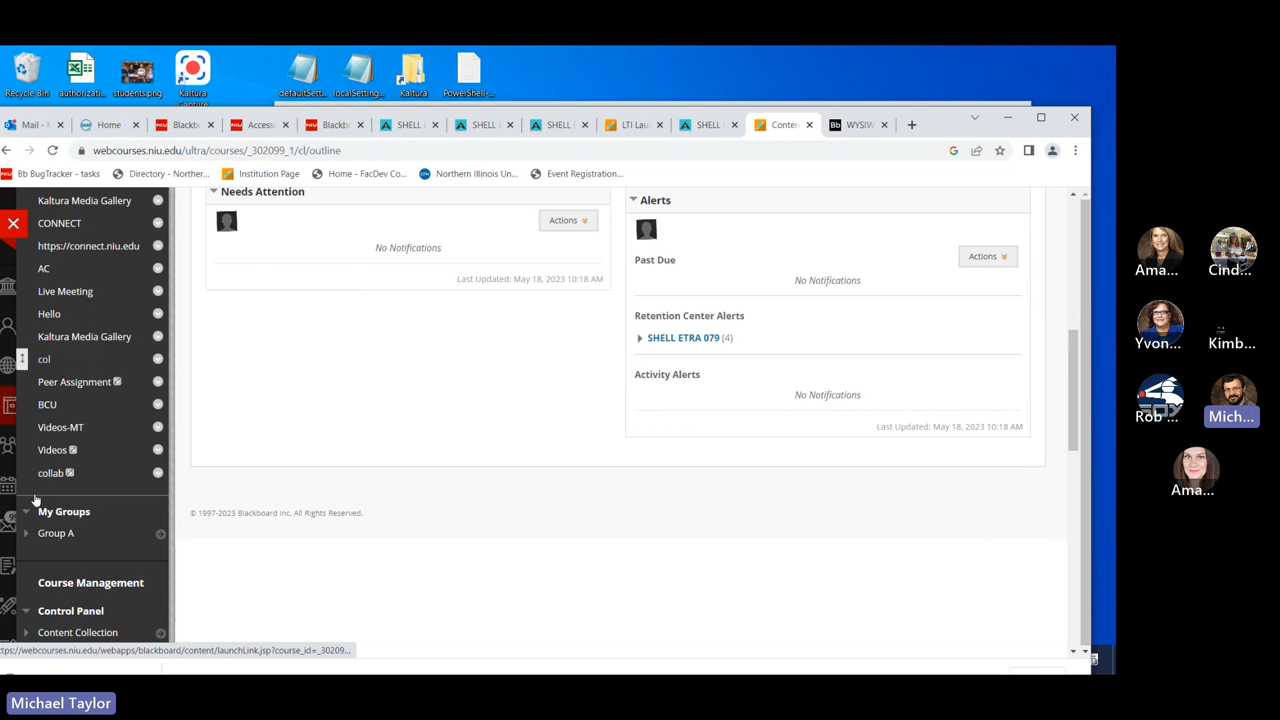 Recycle Bin
authorizati...
students.png
Kaltura Capture
defaultSett...
localSetting...
Kaltura
PowerShell-...
Mail -
Home
Blackb
Access
Blackb
SHELL
SHELL
SHELL
LTI Lau
SHELL
Conten
WYSIW
webcourses.niu.edu/ultra/courses/_302099_1/cl/outline
Bb BugTracker - tasks
Directory - Norther...
Institution Page
Home - FacDev Co...
Northern Illinois Un...
Event Registration...
Kaltura Media Gallery
CONNECT
https://connect.niu.edu
AC
Live Meeting
Hello
Kaltura Media Gallery
col
Peer Assignment
BCU
Videos-MT
Videos
collab
My Groups
Group A
Course Management
Control Panel
Content Collection
Needs Attention
Actions
No Notifications
Last Updated: May 18, 2023 10:18 AM
Alerts
Actions
Past Due
No Notifications
Retention Center Alerts
SHELL ETRA 079 (4)
Activity Alerts
No Notifications
Last Updated: May 18, 2023 10:18 AM
© 1997-2023 Blackboard Inc. All Rights Reserved.
ttps://webcourses.niu.edu/webapps/blackboard/content/launchLink.jsp?course_id=_30209...
Ama...
Cind...
Yvon...
Kimb...
Rob ...
Mich...
Ama...
Michael Taylor